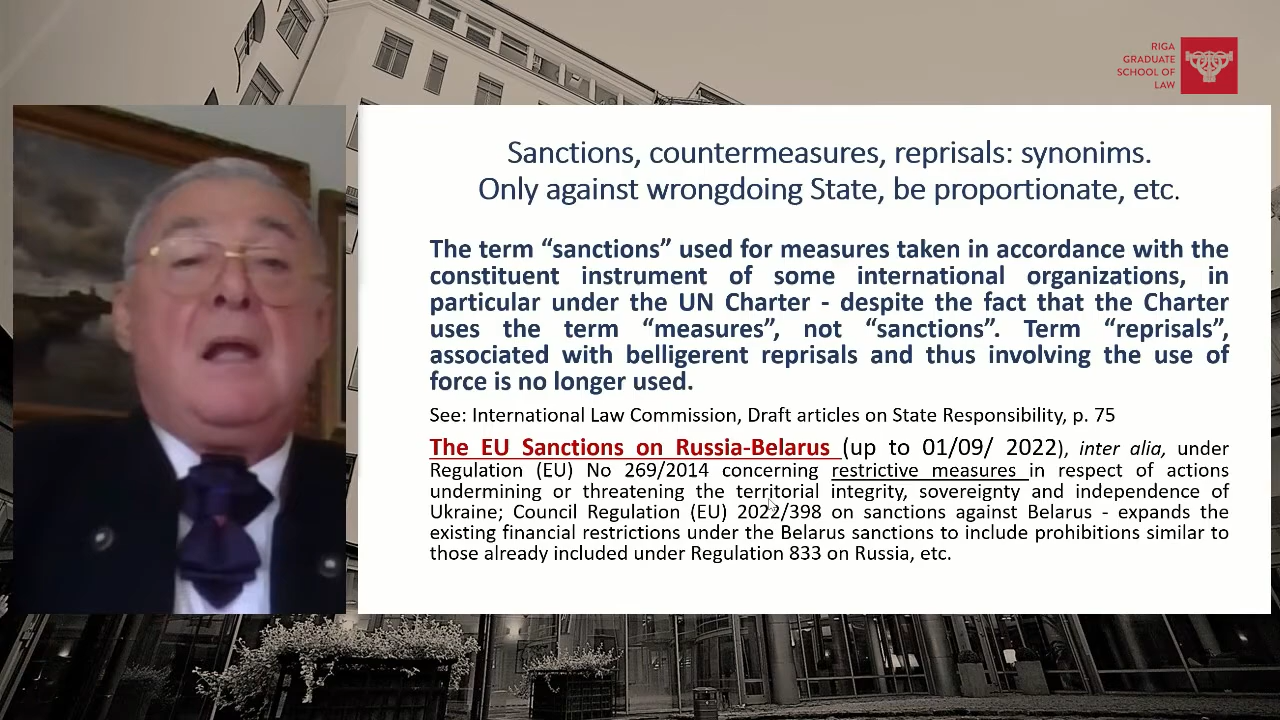 RIGA
GRADUATE
SCHOOL OF
LAW
Sanctions, countermeasures, reprisals: synonims.
Only against wrongdoing State, be proportionate, etc.
The term “sanctions” used for measures taken in accordance with the
constituent instrument of some international organizations, in
particular under the UN Charter - despite the fact that the Charter
uses the term “measures”, not “sanctions”. Term “reprisals”,
associated with belligerent reprisals and thus involving the use of
force is no longer used.
See: International Law Commission, Draft articles on State Responsibility, p. 75
The EU Sanctions on Russia-Belarus (up to 01/09/ 2022), inter alia, under
Regulation (EU) No 269/2014 concerning restrictive measures in respect of actions
undermining or threatening the territorial integrity, sovereignty and independence of
Ukraine; Council Regulation (EU) 2022/398 on sanctions against Belarus - expands the
existing financial restrictions under the Belarus sanctions to include prohibitions similar to
those already included under Regulation 833 on Russia, etc.